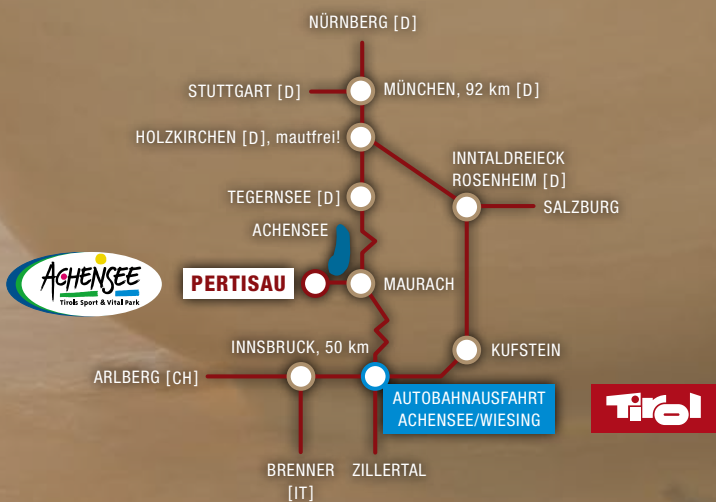 NÜRNBERG [D]
STUTTGART [D]
MÜNCHEN, 92 km [D]
HOLZKIRCHEN [D], mautfrei!
INNTALDREIECK
ROSENHEIM [D]
TEGERNSEE [D]
SALZBURG
ACHENSEE
ACHENSEE
Tirols Sport & Vital Park
PERTISAU
MAURACH
INNSBRUCK, 50 km
KUFSTEIN
ARLBERG [CH]
AUTOBAHNAUSFAHRT
ACHENSEE/WIESING
Tirol
BRENNER
[IT]
ZILLERTAL